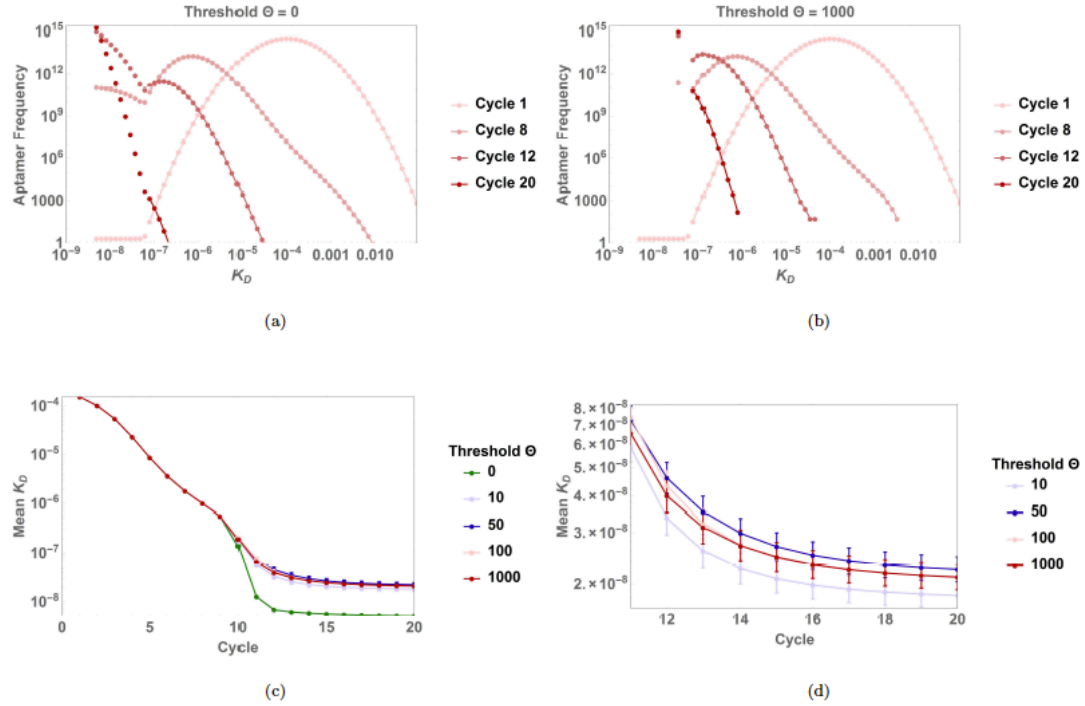 Threshold Θ = 0
Aptamer Frequency
10^15
10^12
10^9
10^6
1000
1
10^-9
10^-8
10^-7
10^-6
10^-5
10^-4
0.001
0.010
K_D
Cycle 1
Cycle 8
Cycle 12
Cycle 20
(a)
Threshold Θ = 1000
Aptamer Frequency
10^15
10^12
10^9
10^6
1000
1
10^-9
10^-8
10^-7
10^-6
10^-5
10^-4
0.001
0.010
K_D
Cycle 1
Cycle 8
Cycle 12
Cycle 20
(b)
Mean K_D
10^-4
10^-5
10^-6
10^-7
10^-8
0
5
10
15
20
Cycle
Threshold Θ
0
10
50
100
1000
(c)
Mean K_D
8.×10^-8
7.×10^-8
6.×10^-8
5.×10^-8
4.×10^-8
3.×10^-8
2.×10^-8
12
14
16
18
20
Cycle
Threshold Θ
10
50
100
1000
(d)